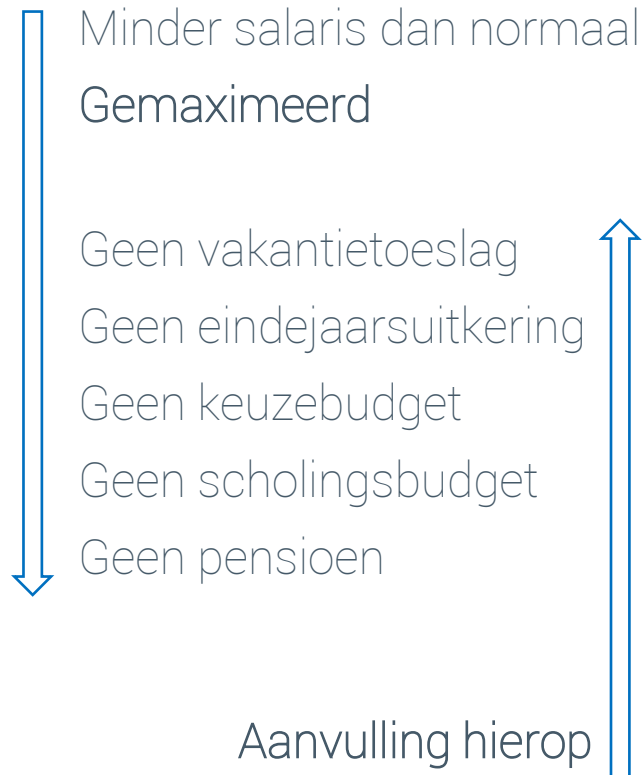 Minder salaris dan normaal
Gemaximeerd
Geen vakantietoeslag
Geen eindejaarsuitkering
Geen keuzebudget
Geen scholingsbudget
Geen pensioen
Aanvulling hierop